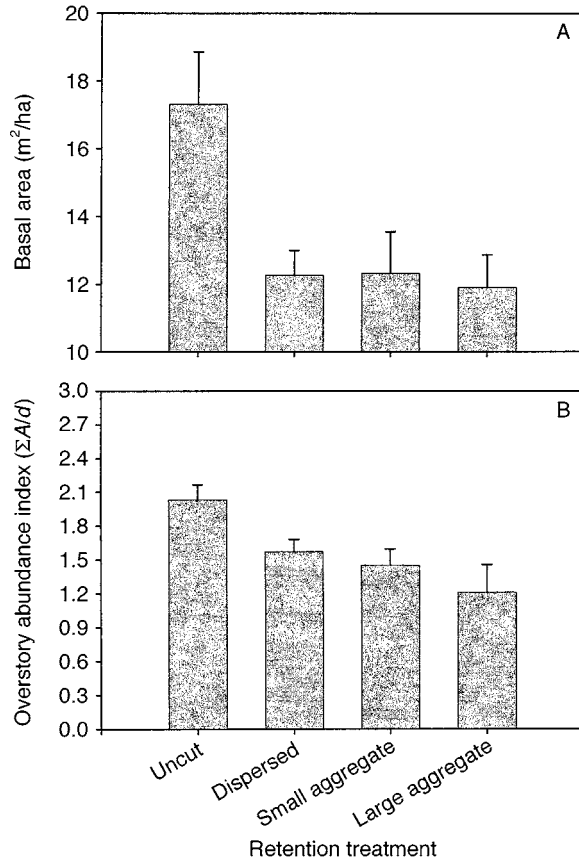 A
Basal area (m²/ha)
20
18
16
14
12
10
B
Overstory abundance index (ΣA/d)
3.0
2.7
2.4
2.1
1.8
1.5
1.2
0.9
0.6
0.3
0.0
Uncut
Dispersed
Small aggregate
Large aggregate
Retention treatment